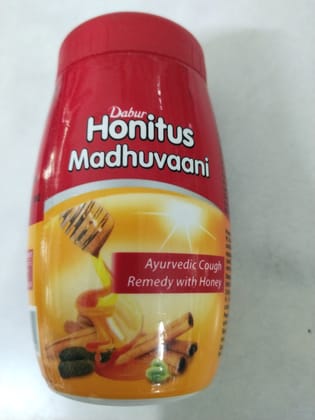 Dabur
Honitus
Madhuvaani
Ayurvedic Cough
Remedy with Honey